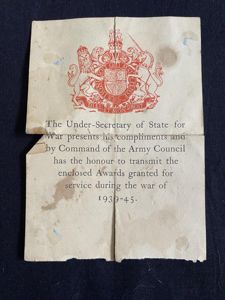 The Under-Secretary of State for
War presents his compliments and
by Command of the Army Council
has the honour to transmit the
enclosed Awards granted for
service during the war of
1939-45.